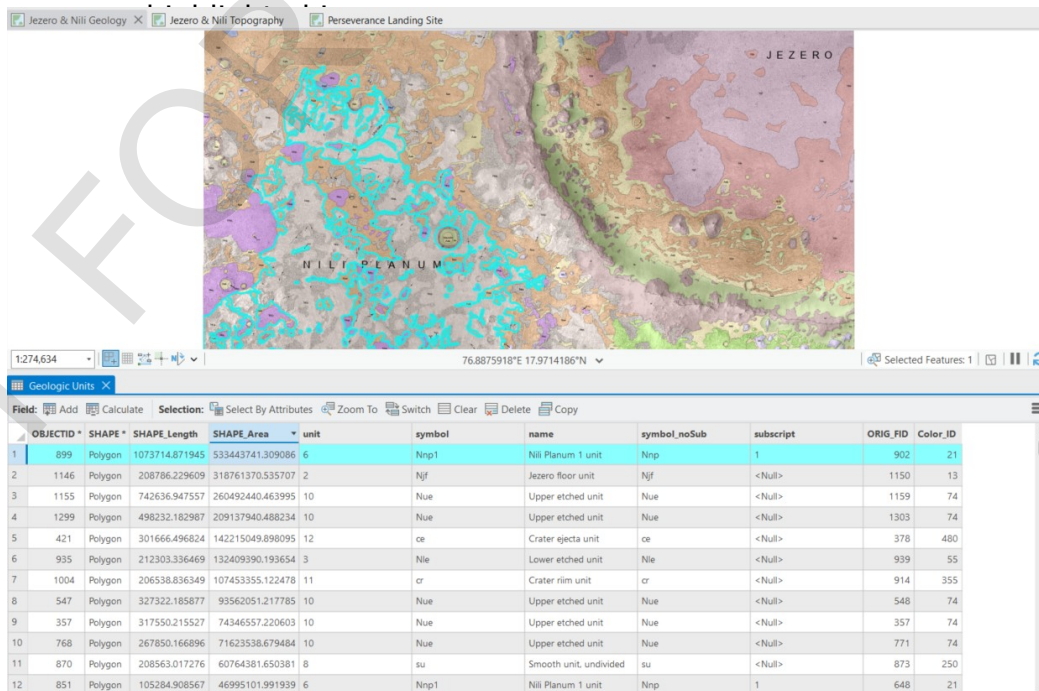 Jezero & Nili Geology Jezero & Nili Topography Perseverance Landing Site
JEZERO
NILI PLANUM
1:274,634 76.8875918°E 17.9714186°N Selected Features: 1
Geologic Units
Field: Add Calculate Selection: Select By Attributes Zoom To Switch Clear Delete Copy
OBJECTID * SHAPE * SHAPE_Length SHAPE_Area unit symbol name symbol_noSub subscript ORIG_FID Color_ID
1 899 Polygon 1073714.871945 533443741.309086 6 Nnp1 Nili Planum 1 unit Nnp 1 902 21
2 1146 Polygon 208786.229609 318761370.535707 2 Njf Jezero floor unit Njf <Null> 1150 13
3 1155 Polygon 742636.947557 260492440.463995 10 Nue Upper etched unit Nue <Null> 1159 74
4 1299 Polygon 498232.182987 209137940.488234 10 Nue Upper etched unit Nue <Null> 1303 74
5 421 Polygon 301666.496824 142215049.898095 12 ce Crater ejecta unit ce <Null> 378 480
6 935 Polygon 212303.336469 132409390.193654 3 Nle Lower etched unit Nle <Null> 939 55
7 1004 Polygon 206538.836349 107453355.122478 11 cr Crater riim unit cr <Null> 914 355
8 547 Polygon 327322.185877 93562051.217785 10 Nue Upper etched unit Nue <Null> 548 74
9 357 Polygon 317550.215527 74346557.220603 10 Nue Upper etched unit Nue <Null> 357 74
10 768 Polygon 267850.166896 71623538.679484 10 Nue Upper etched unit Nue <Null> 771 74
11 870 Polygon 208563.017276 60764381.650381 8 su Smooth unit, undivided su <Null> 873 250
12 851 Polygon 105284.908567 46995101.991939 6 Nnp1 Nili Planum 1 unit Nnp 1 648 21